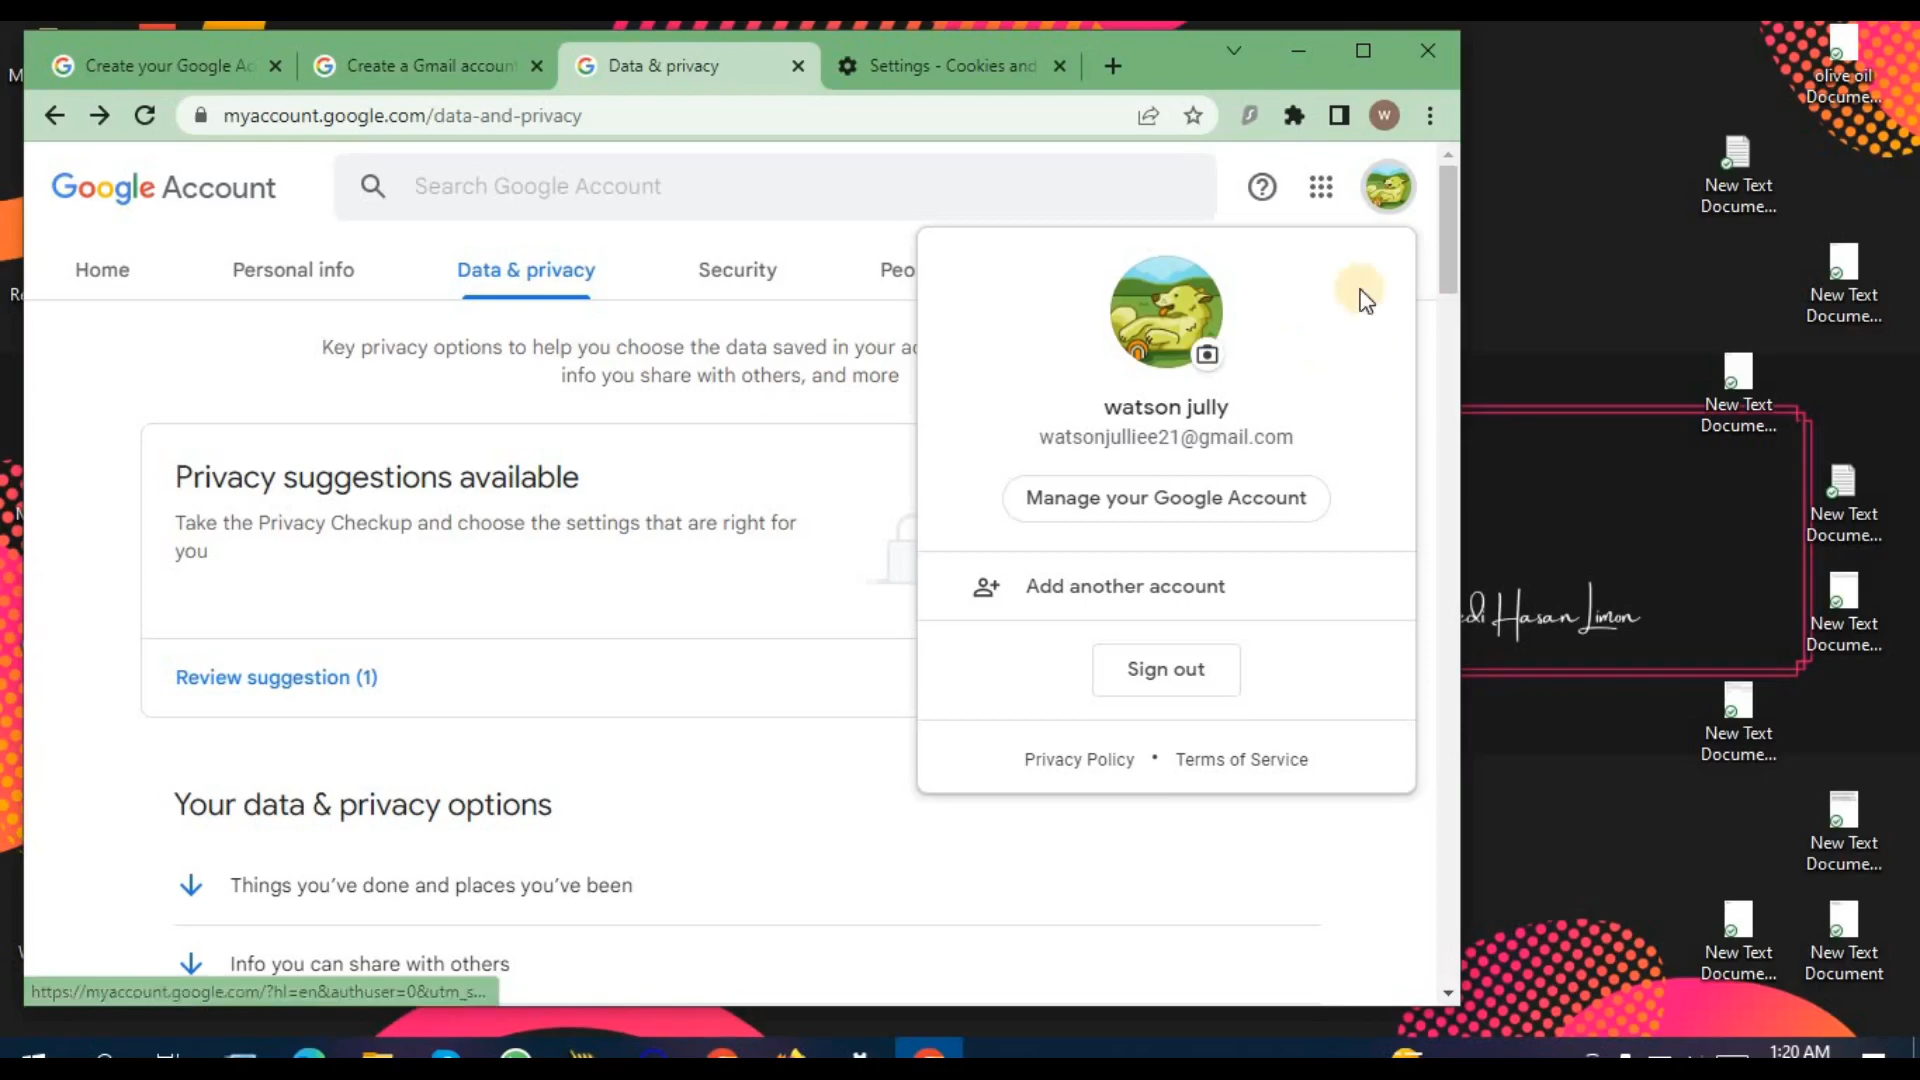 Create your Google Ac
Create a Gmail accoun
Data & privacy
Settings - Cookies and
myaccount.google.com/data-and-privacy
W
Google Account
Search Google Account
Home
Personal info
Data & privacy
Security
Peo
Key privacy options to help you choose the data saved in your ac
info you share with others, and more
Privacy suggestions available
Take the Privacy Checkup and choose the settings that are right for
you
Review suggestion (1)
Your data & privacy options
Things you've done and places you've been
Info you can share with others
https://myaccount.google.com/?hl=en&authuser=0&utm_s...
watson jully
watsonjulliee21@gmail.com
Manage your Google Account
Add another account
Sign out
Privacy Policy • Terms of Service
edi Hasan Limon
olive oil
Docume...
New Text
Docume...
New Text
Docume...
New Text
Docume...
New Text
Docume...
New Text
Docume...
New Text
Docume...
New Text
Docume...
New Text
Docume...
New Text
Document
1:20 AM